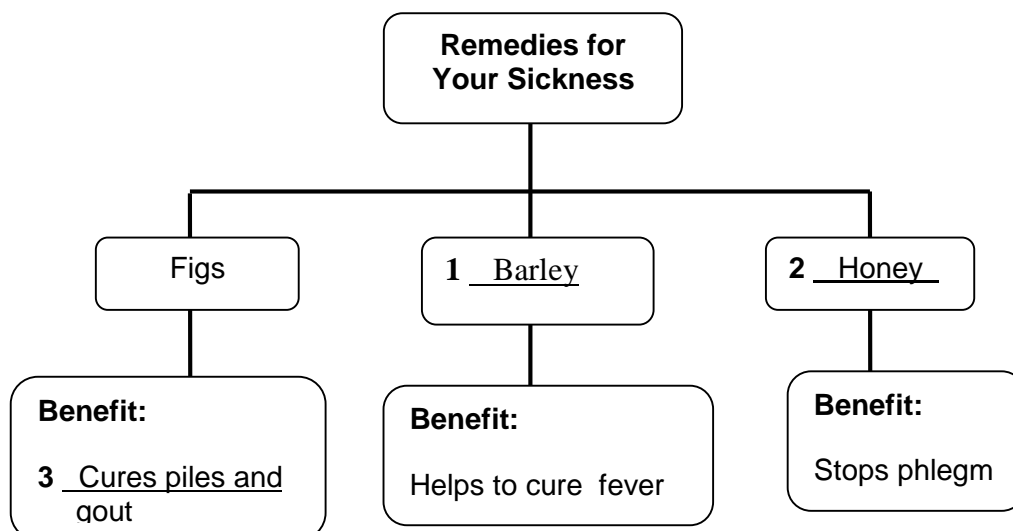 Remedies for
Your Sickness
Figs
1 Barley
2 Honey
Benefit:
3 Cures piles and
gout
Benefit:
Helps to cure fever
Benefit:
Stops phlegm